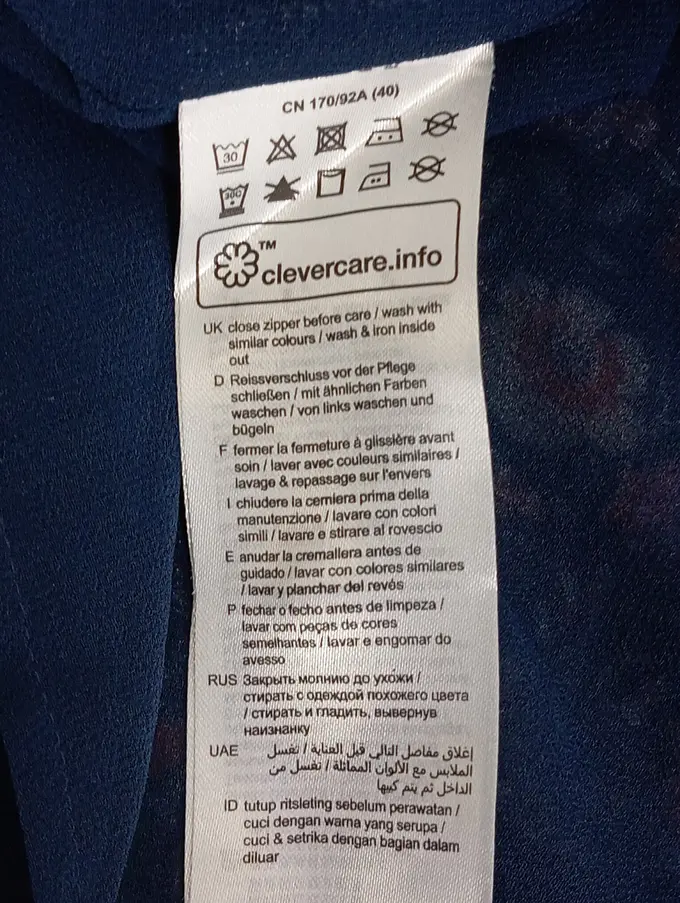 CN 170/92A (40)
30
30C
TM
clevercare.info
UK close zipper before care / wash with
similar colours / wash & iron inside
out
D Reissverschluss vor der Pflege
schließen / mit ähnlichen Farben
waschen / von links waschen und
bügeln
F fermer la fermeture à glissière avant
soin / laver avec couleurs similaires /
lavage & repassage sur l'envers
I chiudere la cerniera prima della
manutenzione / lavare con colori
simili / lavare e stirare al rovescio
E anudar la cremallera antes de
guidado / lavar con colores similares
/ lavar y planchar del revés
P fechar o fecho antes de limpeza /
lavar com peças de cores
semelhantes / lavar e engomar do
avesso
RUS Закрыть молнию до ухожи /
стирать с одеждой похожего цвета
/ стирать и гладить, вывернув
наизнанку
UAE إغلاق مفاصل التالي قبل العناية / تغسل
الملابس مع الألوان المماثلة / تغسل من
الداخل ثم يتم كيها
ID tutup ritsleting sebelum perawatan /
cuci dengan warna yang serupa /
cuci & setrika dengan bagian dalam
diluar